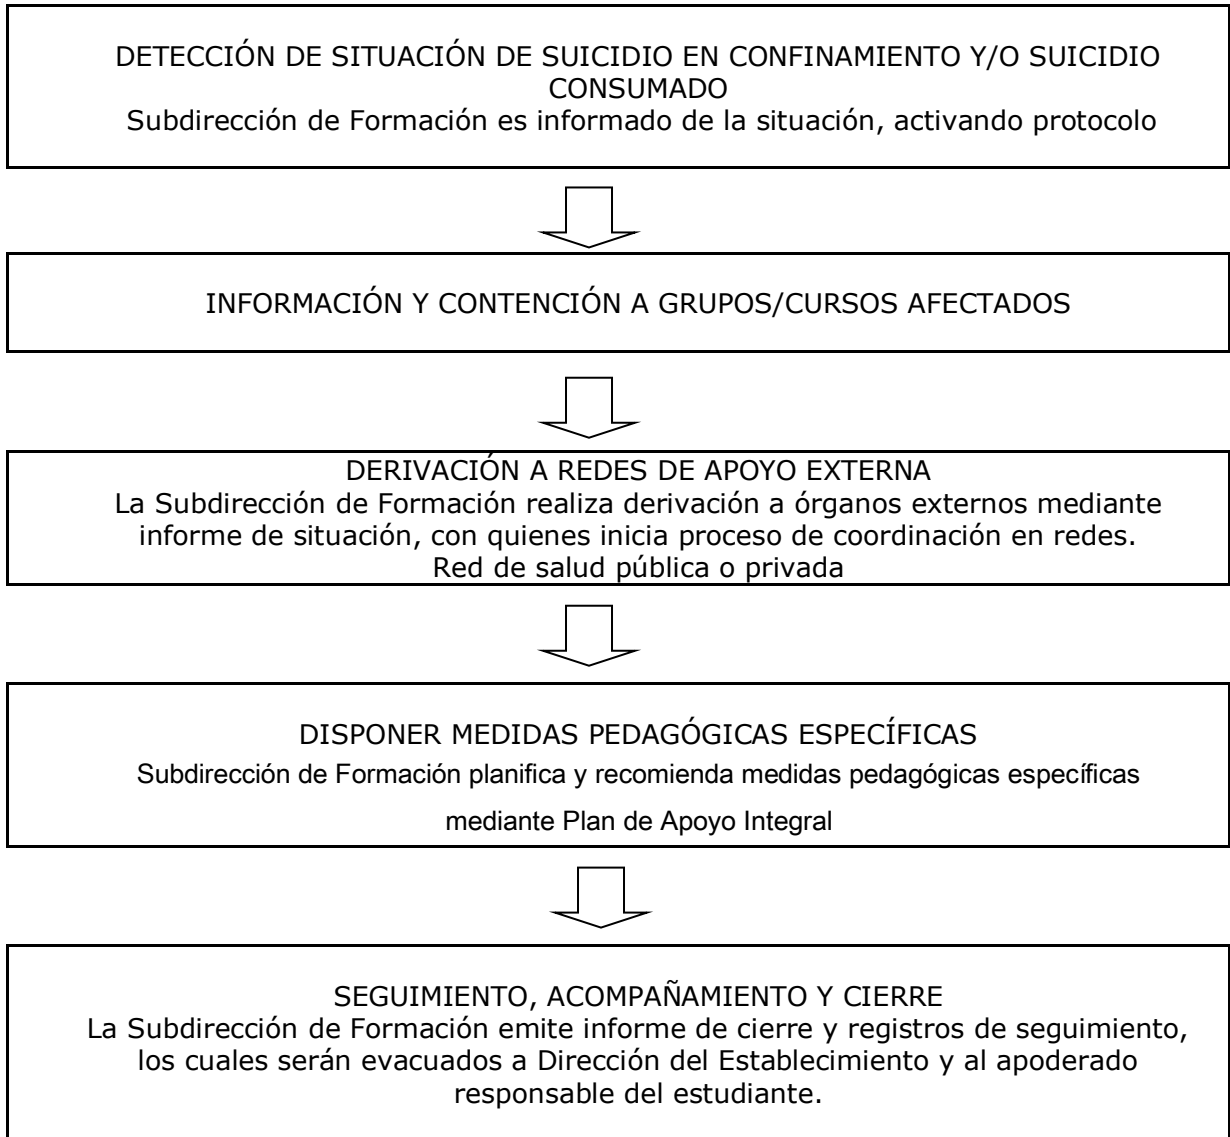 DETECCIÓN DE SITUACIÓN DE SUICIDIO EN CONFINAMIENTO Y/O SUICIDIO
CONSUMADO
Subdirección de Formación es informado de la situación, activando protocolo
INFORMACIÓN Y CONTENCIÓN A GRUPOS/CURSOS AFECTADOS
DERIVACIÓN A REDES DE APOYO EXTERNA
La Subdirección de Formación realiza derivación a órganos externos mediante
informe de situación, con quienes inicia proceso de coordinación en redes.
Red de salud pública o privada
DISPONER MEDIDAS PEDAGÓGICAS ESPECÍFICAS
Subdirección de Formación planifica y recomienda medidas pedagógicas específicas
mediante Plan de Apoyo Integral
SEGUIMIENTO, ACOMPAÑAMIENTO Y CIERRE
La Subdirección de Formación emite informe de cierre y registros de seguimiento,
los cuales serán evacuados a Dirección del Establecimiento y al apoderado
responsable del estudiante.